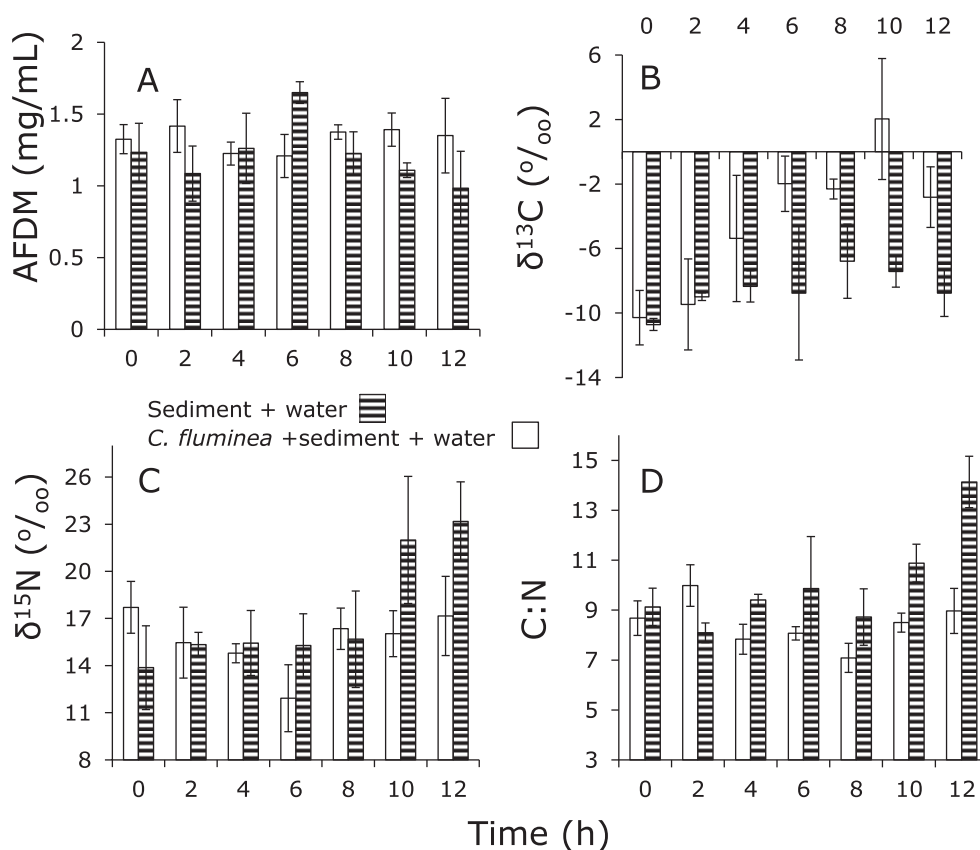 AFDM (mg/mL)
2
1.5
1
0.5
0
A
0 2 4 6 8 10 12
0 2 4 6 8 10 12
δ¹³C (º/ₒₒ)
6
2
-2
-6
-10
-14
B
Sediment + water
C. fluminea +sediment + water
δ¹⁵N (º/ₒₒ)
26
23
20
17
14
11
8
C
0 2 4 6 8 10 12
C:N
15
13
11
9
7
5
3
D
0 2 4 6 8 10 12
Time (h)